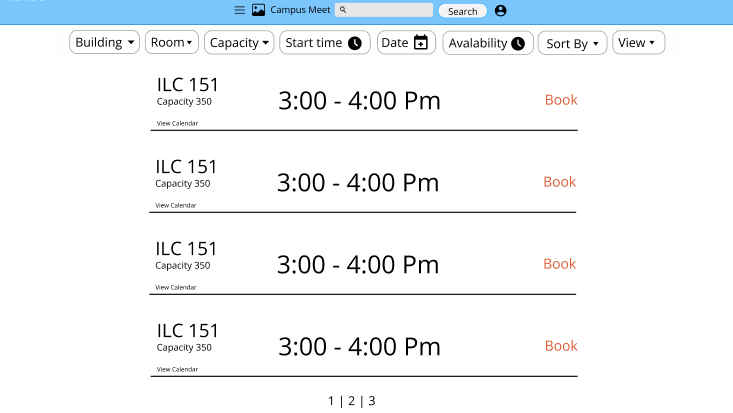 Campus Meet Search
Building Room Capacity Start time Date Avalability Sort By View
ILC 151
Capacity 350
3:00 - 4:00 Pm
Book
View Calendar
ILC 151
Capacity 350
3:00 - 4:00 Pm
Book
View Calendar
ILC 151
Capacity 350
3:00 - 4:00 Pm
Book
View Calendar
ILC 151
Capacity 350
3:00 - 4:00 Pm
Book
View Calendar
1 | 2 | 3